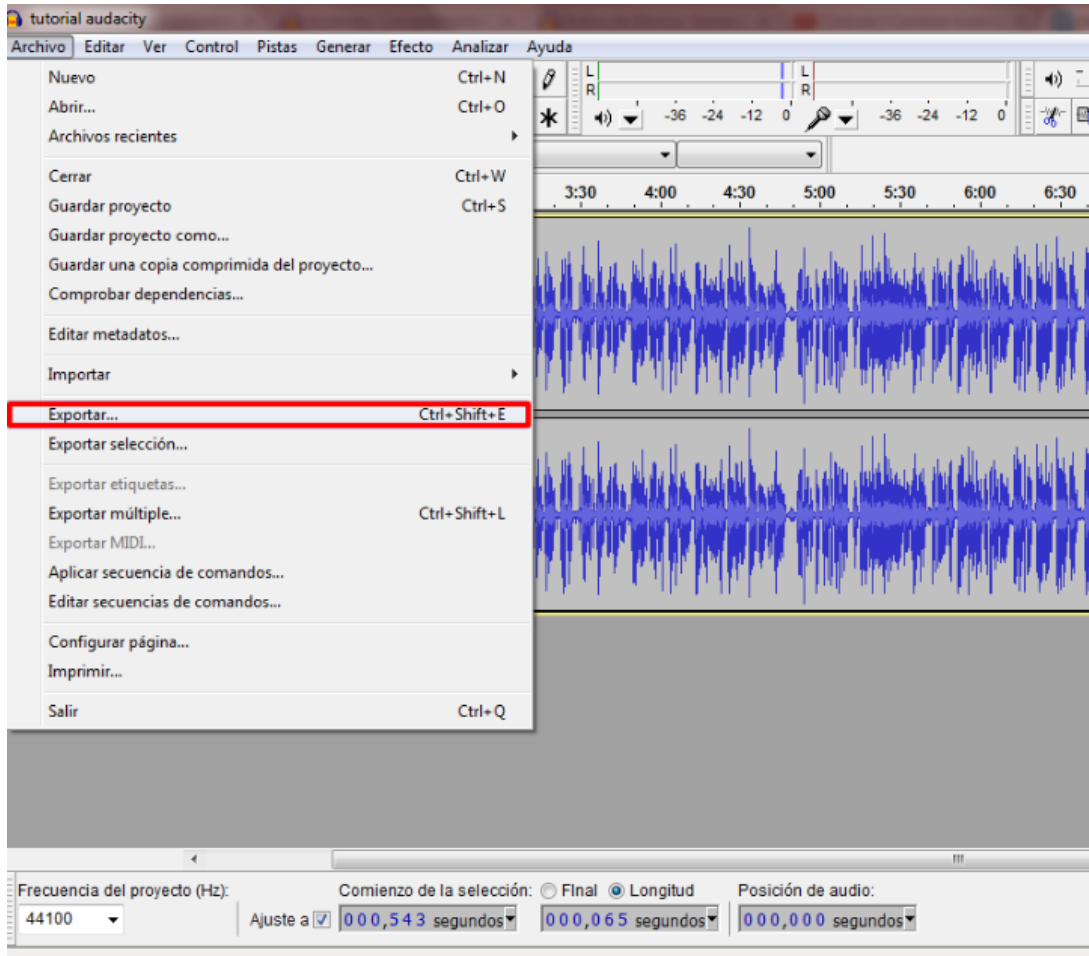 tutorial audacity
Archivo Editar Ver Control Pistas Generar Efecto Analizar Ayuda
Nuevo Ctrl+N
Abrir... Ctrl+O
Archivos recientes
Cerrar Ctrl+W
Guardar proyecto Ctrl+S
Guardar proyecto como...
Guardar una copia comprimida del proyecto...
Comprobar dependencias...
Editar metadatos...
Importar
Exportar... Ctrl+Shift+E
Exportar selección...
Exportar etiquetas...
Exportar múltiple... Ctrl+Shift+L
Exportar MIDI...
Aplicar secuencia de comandos...
Editar secuencias de comandos...
Configurar página...
Imprimir...
Salir Ctrl+Q
L L
R R
-36 -24 -12 0 -36 -24 -12 0
3:30 4:00 4:30 5:00 5:30 6:00 6:30
Frecuencia del proyecto (Hz): Comienzo de la selección: FInal Longitud Posición de audio:
44100 Ajuste a 000,543 segundos 000,065 segundos 000,000 segundos